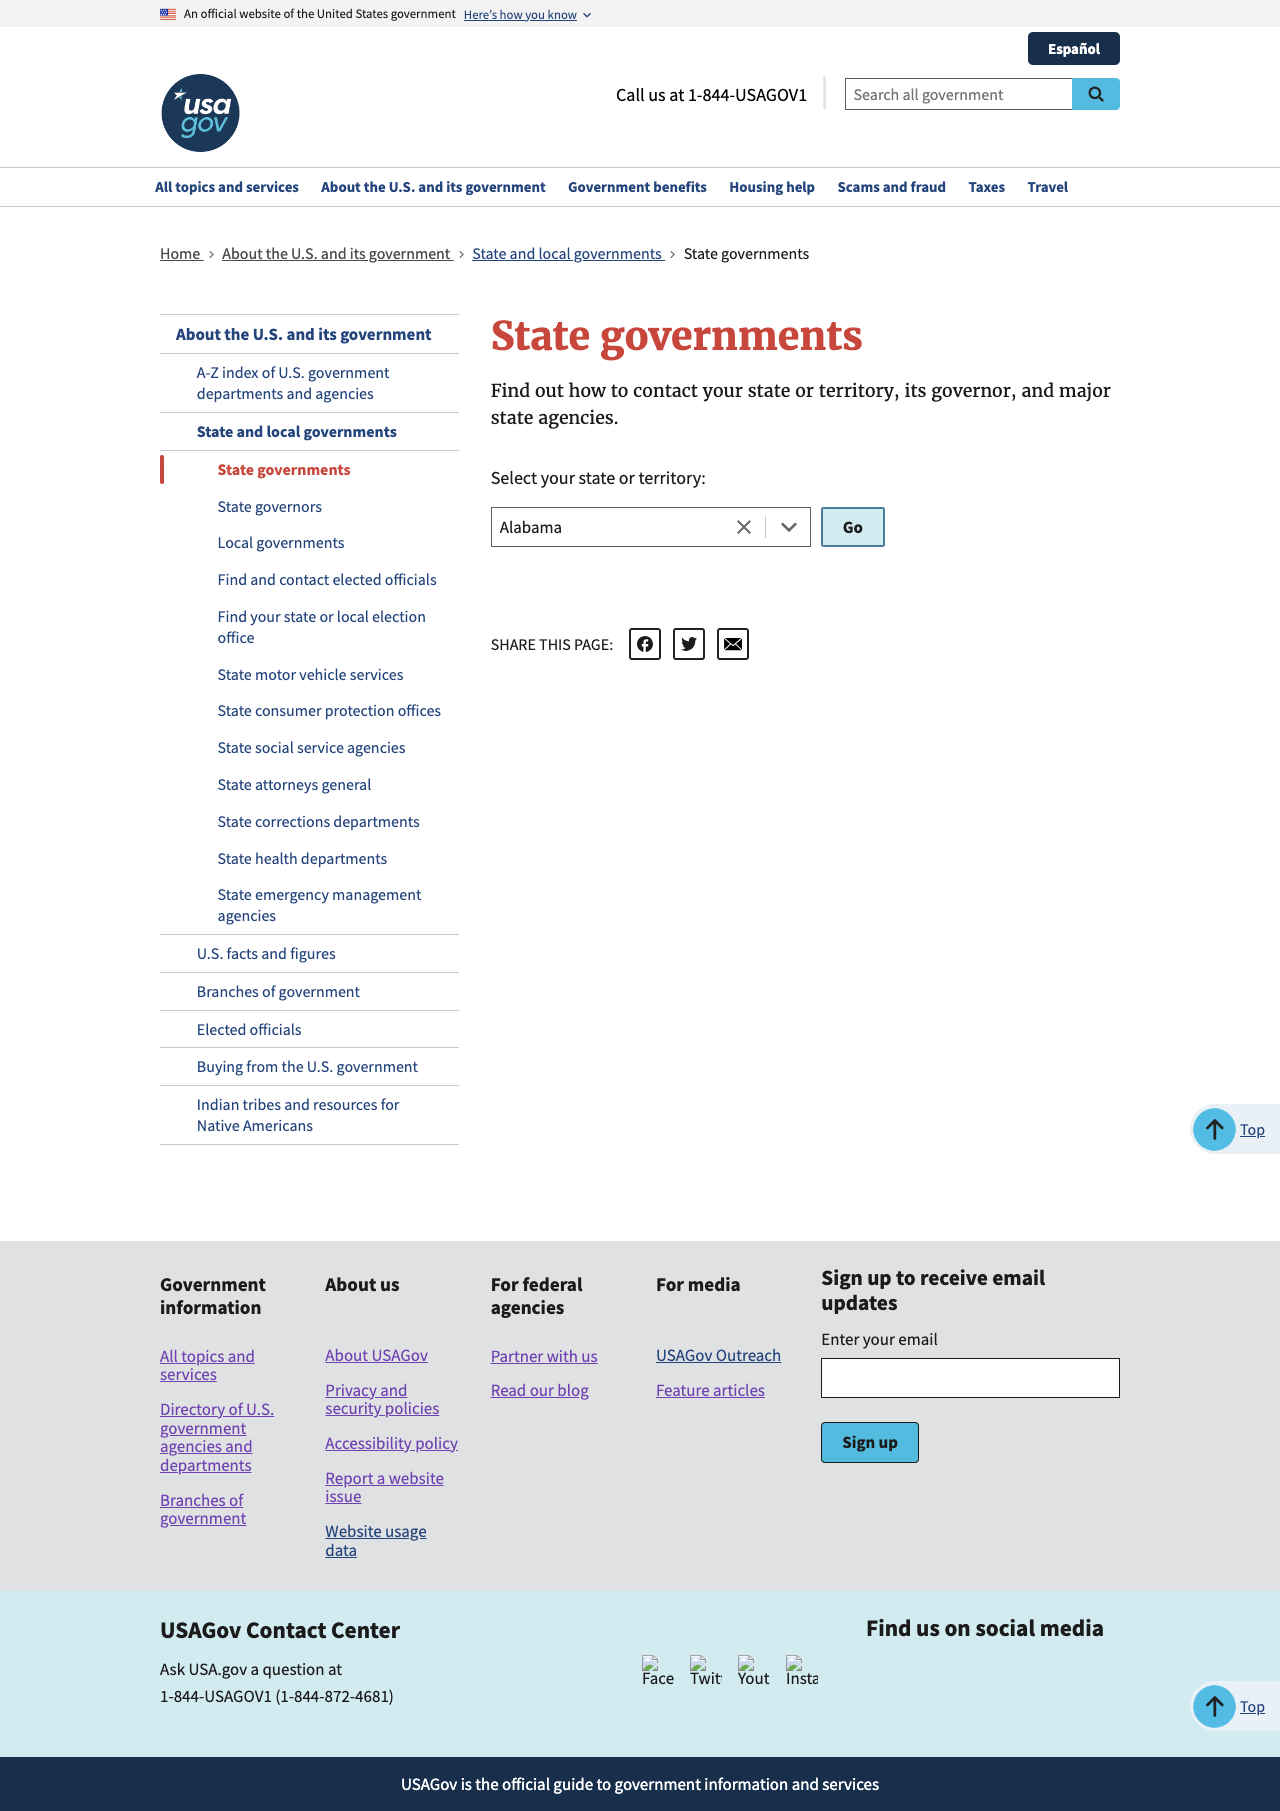 An official website of the United States government Here's how you know
Español
usa
gov
Call us at 1-844-USAGOV1
Search all government
All topics and services About the U.S. and its government Government benefits Housing help Scams and fraud Taxes Travel
Home About the U.S. and its government State and local governments State governments
About the U.S. and its government
A-Z index of U.S. government
departments and agencies
State and local governments
State governments
State governors
Local governments
Find and contact elected officials
Find your state or local election
office
State motor vehicle services
State consumer protection offices
State social service agencies
State attorneys general
State corrections departments
State health departments
State emergency management
agencies
U.S. facts and figures
Branches of government
Elected officials
Buying from the U.S. government
Indian tribes and resources for
Native Americans
State governments
Find out how to contact your state or territory, its governor, and major
state agencies.
Select your state or territory:
Alabama
Go
SHARE THIS PAGE:
Top
Government
information
All topics and
services
Directory of U.S.
government
agencies and
departments
Branches of
government
About us
About USAGov
Privacy and
security policies
Accessibility policy
Report a website
issue
Website usage
data
For federal
agencies
Partner with us
Read our blog
For media
USAGov Outreach
Feature articles
Sign up to receive email
updates
Enter your email
Sign up
USAGov Contact Center
Ask USA.gov a question at
1-844-USAGOV1 (1-844-872-4681)
Find us on social media
Face Twitt Yout Insta
Top
USAGov is the official guide to government information and services